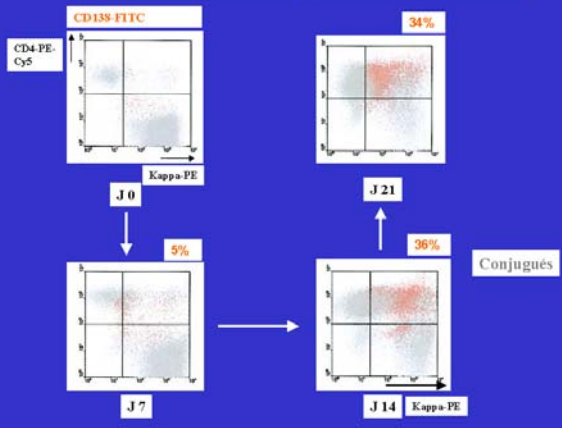 CD138-FITC
CD4-PE-
Cy5
Kappa-PE
J 0
34%
J 21
5%
J 7
36%
Conjugués
J 14
Kappa-PE